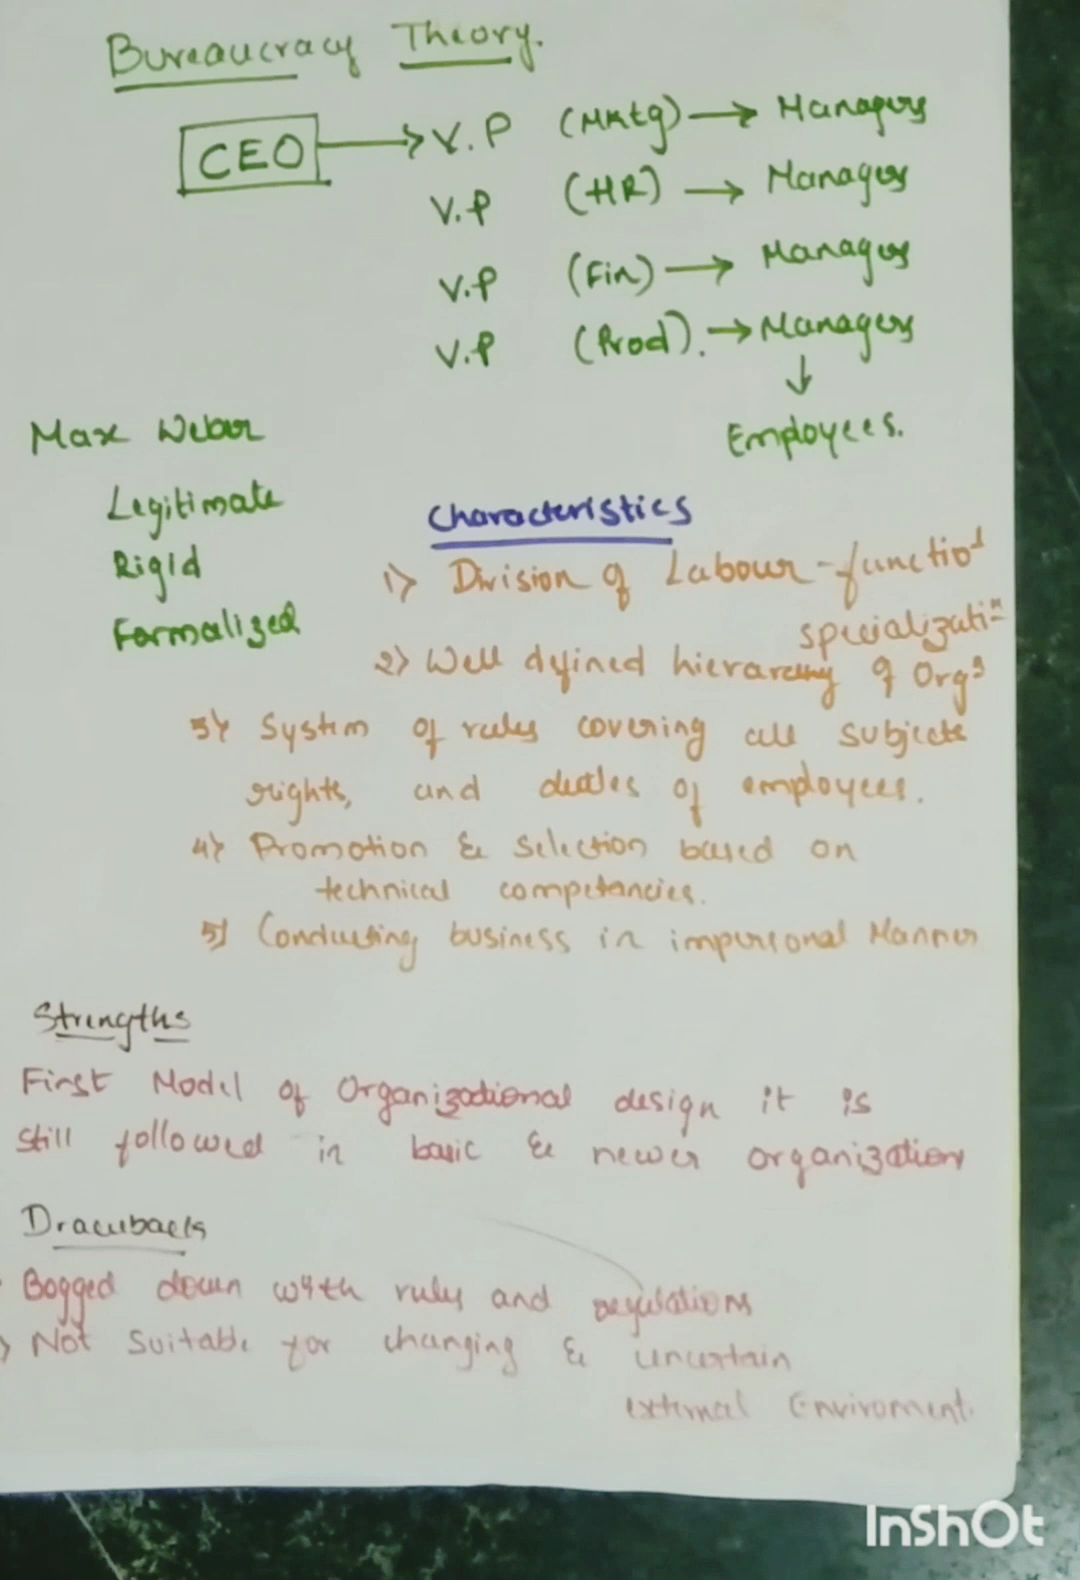 Bureaucracy Theory.
CEO → V.P (Mktg) → Managers
V.P (HR) → Managers
V.P (Fin) → Managers
V.P (Prod). → Managers
↓
Employees.
Max Weber
Legitimate
Rigid
Formalized
Characteristics
1) Division of Labour - functional
specialization
2) Well defined hierarchy of Orgn
3) System of rules covering all subjects
rights, and duties of employees.
4) Promotion & Selection based on
technical competancies.
5) Conducting business in impersonal Manner
Strengths
First Model of Organizational design it is
still followed in basic & newer organization
Drawbacks
Bogged down with rules and regulations
> Not Suitable for changing & uncertain
external Enviroment.
InShOt